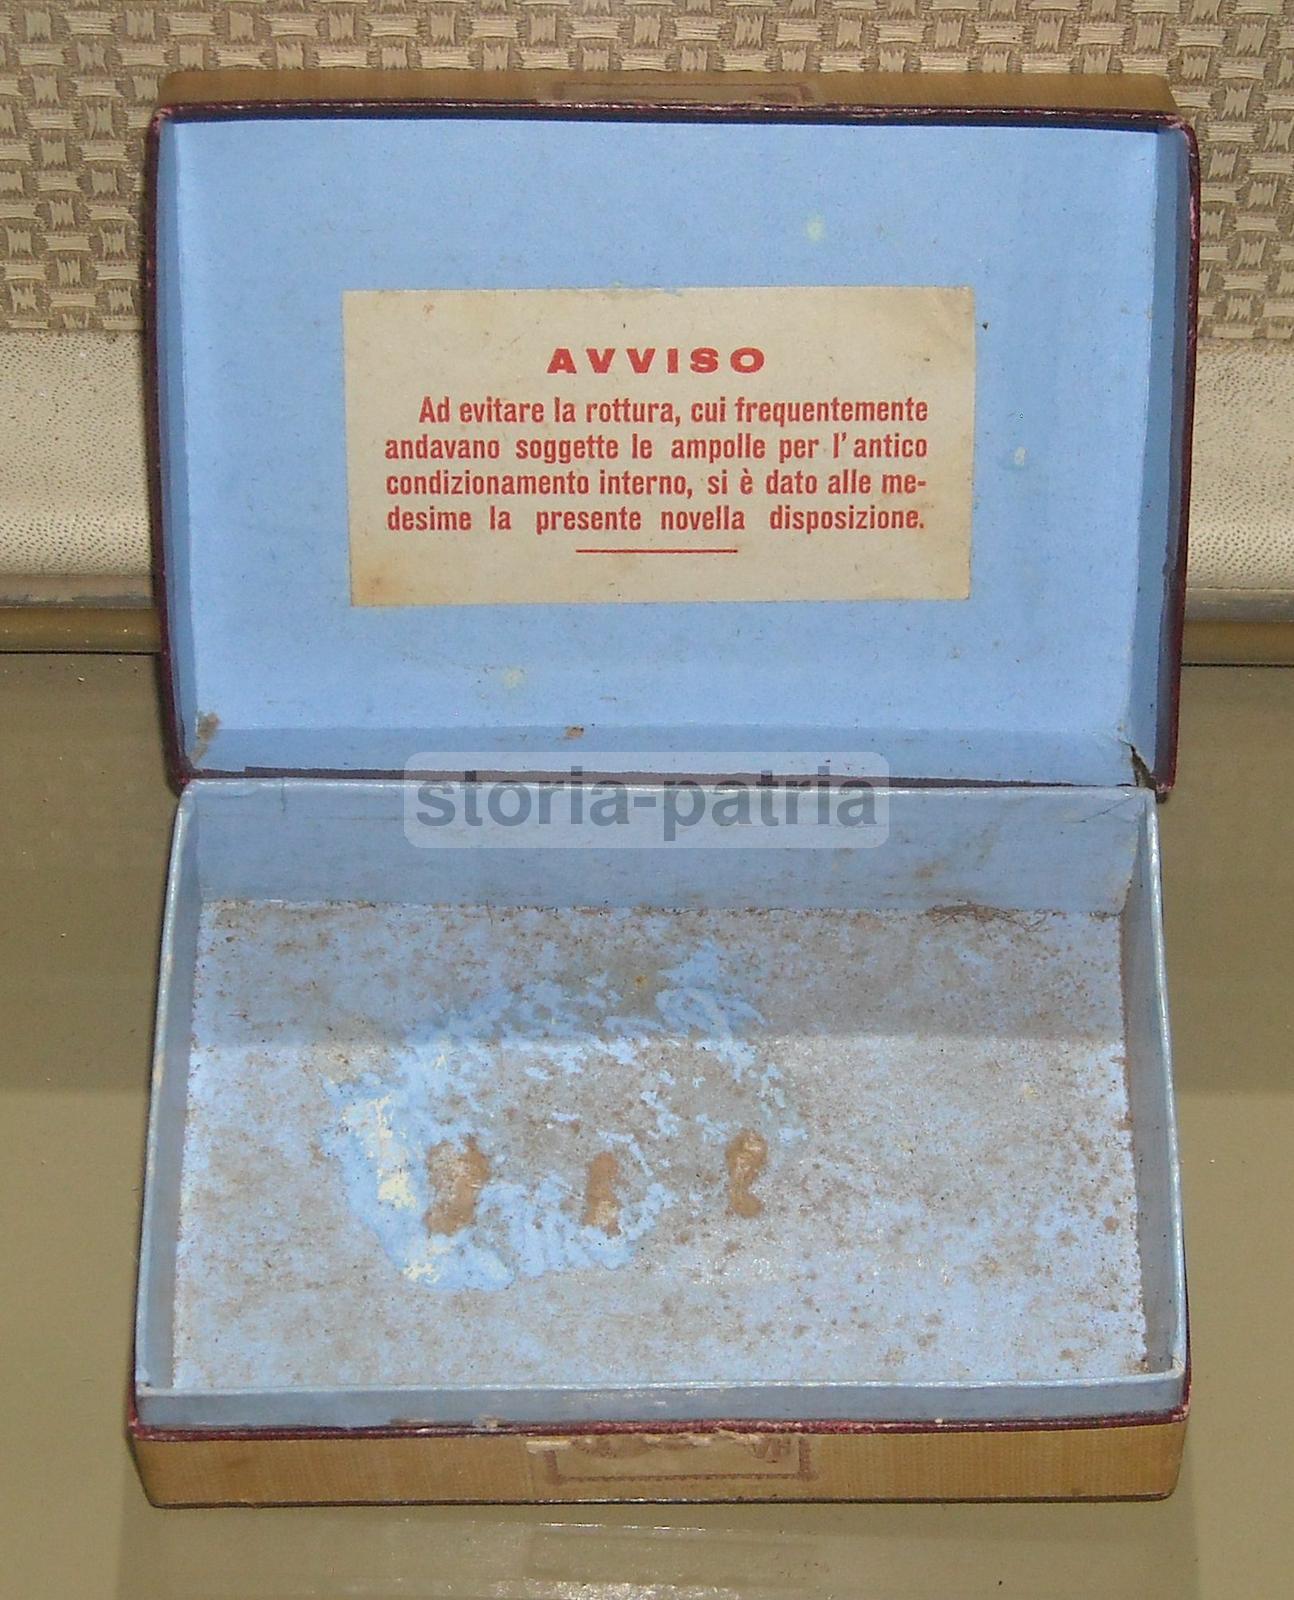 AVVISO
Ad evitare la rottura, cui frequentemente
andavano soggette le ampolle per l'antico
condizionamento interno, si è dato alle me-
desime la presente novella disposizione.
storia-patria